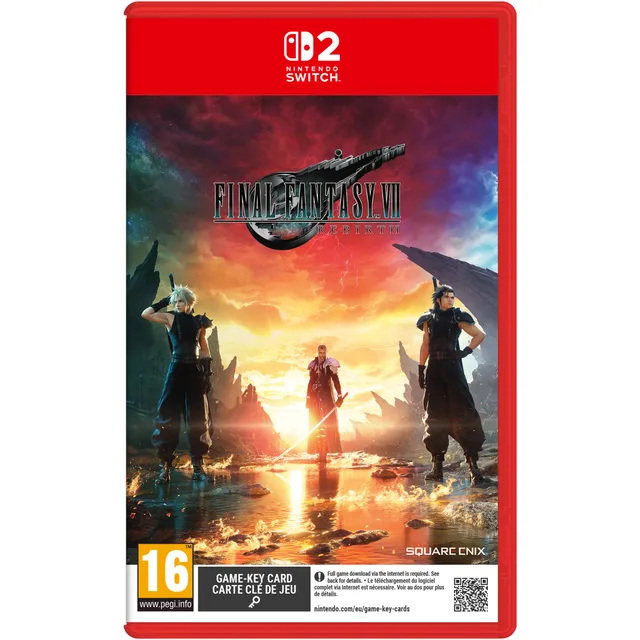 2
NINTENDO
SWITCH™
FINAL FANTASY VII
REBIRTH
SQUARE ENIX
16
www.pegi.info
GAME-KEY CARD
CARTE CLÉ DE JEU
Full game download via the internet is required. See
back for details. • Le téléchargement du logiciel
complet via Internet est nécessaire. Voir au dos pour plus
de détails.
nintendo.com/eu/game-key-cards